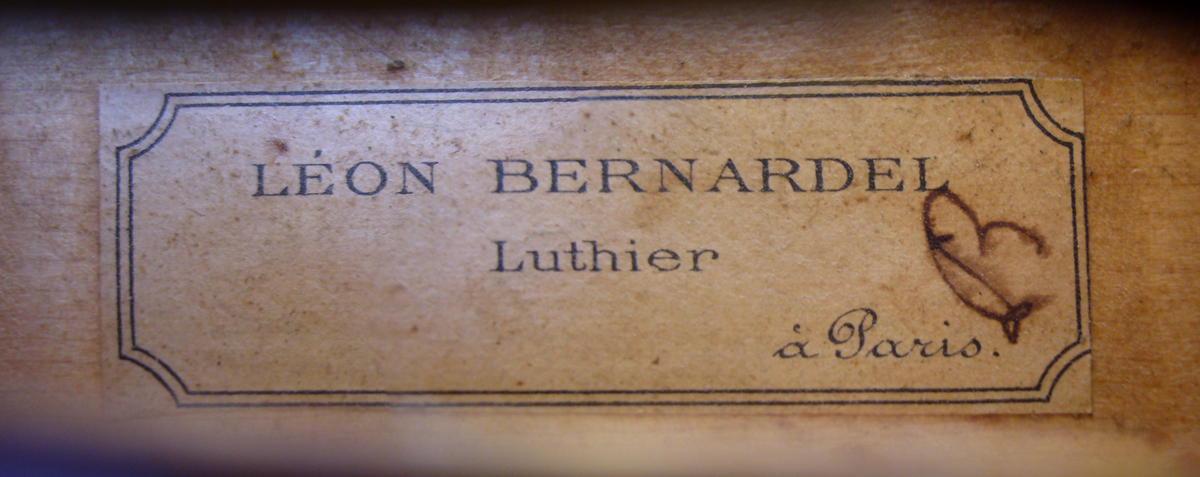 LÉON BERNARDEL
Luthier
à Paris.